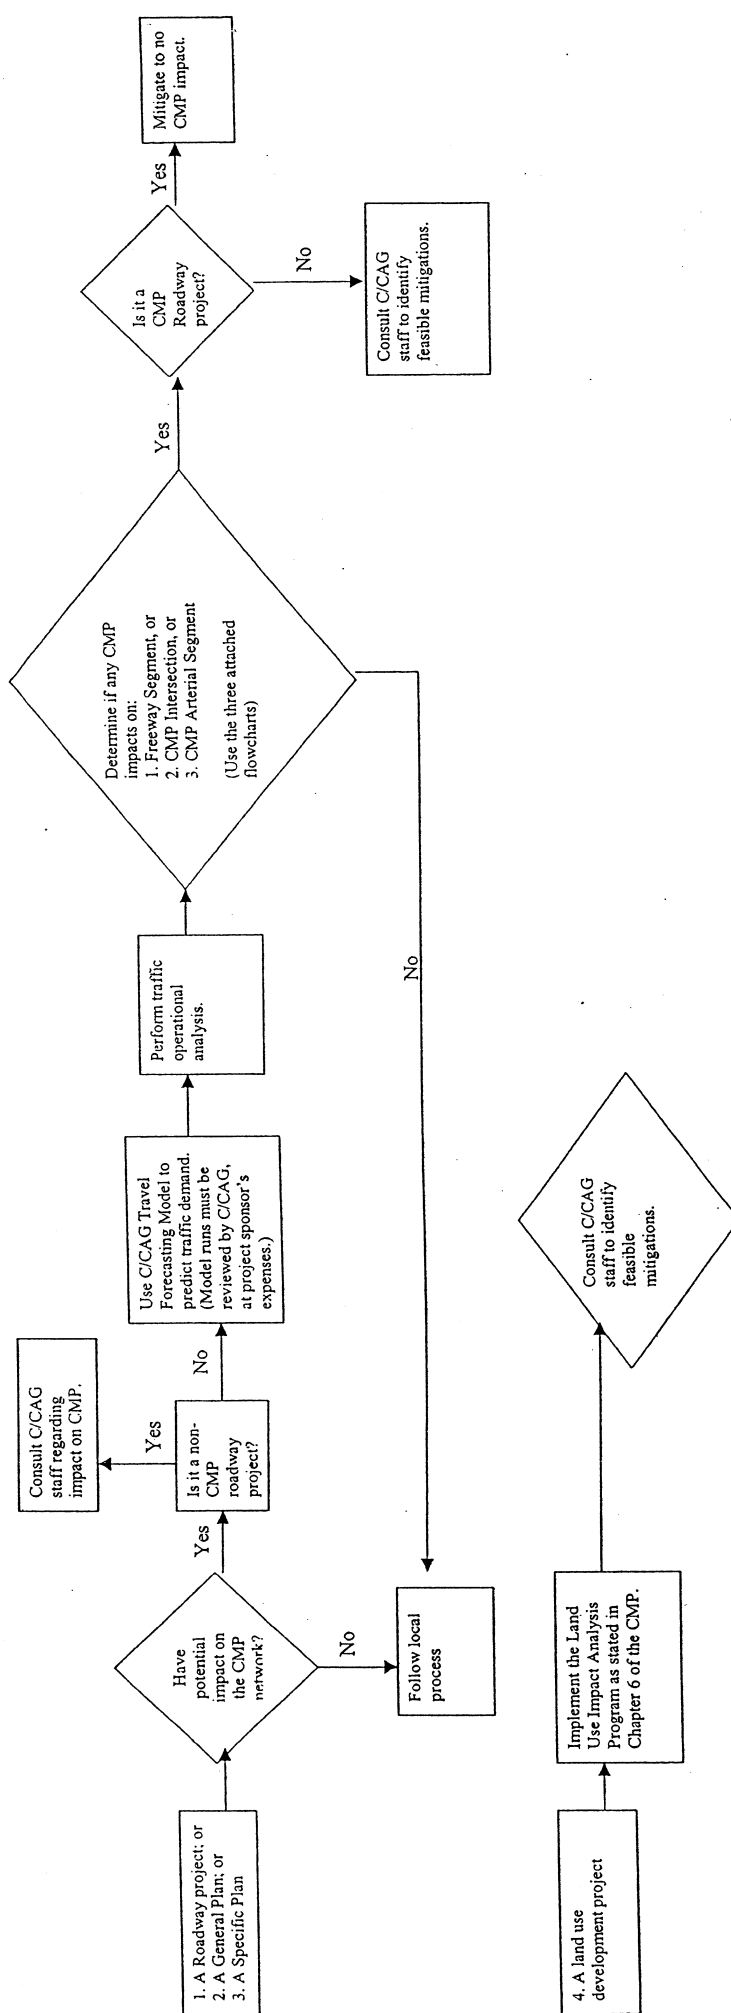 1. A Roadway project; or
2. A General Plan; or
3. A Specific Plan
Have
potential
impact on
the CMP
network?
Yes
No
Follow local
process
Is it a non-
CMP
roadway
project?
Yes
Consult C/CAG
staff regarding
impact on CMP.
No
Use C/CAG Travel
Forecasting Model to
predict traffic demand.
(Model runs must be
reviewed by C/CAG,
at project sponsor's
expenses.)
Perform traffic
operational
analysis.
Determine if any CMP
impacts on:
1. Freeway Segment, or
2. CMP Intersection, or
3. CMP Arterial Segment
(Use the three attached
flowcharts)
No
Yes
Is it a
CMP
Roadway
project?
Yes
Mitigate to no
CMP impact.
No
Consult C/CAG
staff to identify
feasible mitigations.
4. A land use
development project
Implement the Land
Use Impact Analysis
Program as stated in
Chapter 6 of the CMP.
Consult C/CAG
staff to identify
feasible
mitigations.